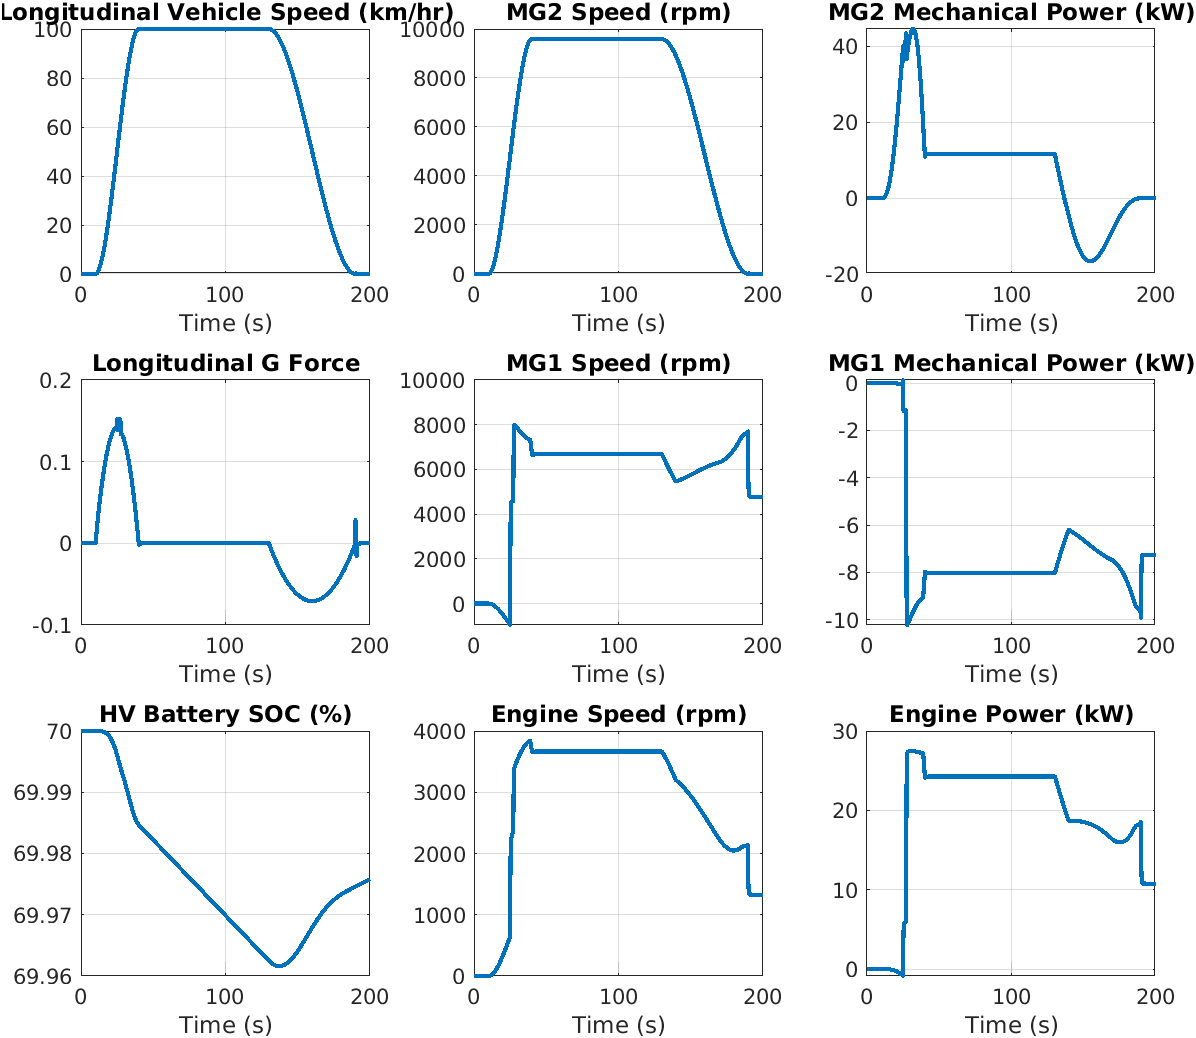 Longitudinal Vehicle Speed (km/hr)
100
80
60
40
20
0
0 100 200
Time (s)
MG2 Speed (rpm)
10000
8000
6000
4000
2000
0
0 100 200
Time (s)
MG2 Mechanical Power (kW)
40
20
0
-20
0 100 200
Time (s)
Longitudinal G Force
0.2
0.1
0
-0.1
0 100 200
Time (s)
MG1 Speed (rpm)
10000
8000
6000
4000
2000
0
0 100 200
Time (s)
MG1 Mechanical Power (kW)
0
-2
-4
-6
-8
-10
0 100 200
Time (s)
HV Battery SOC (%)
70
69.99
69.98
69.97
69.96
0 100 200
Time (s)
Engine Speed (rpm)
4000
3000
2000
1000
0
0 100 200
Time (s)
Engine Power (kW)
30
20
10
0
0 100 200
Time (s)